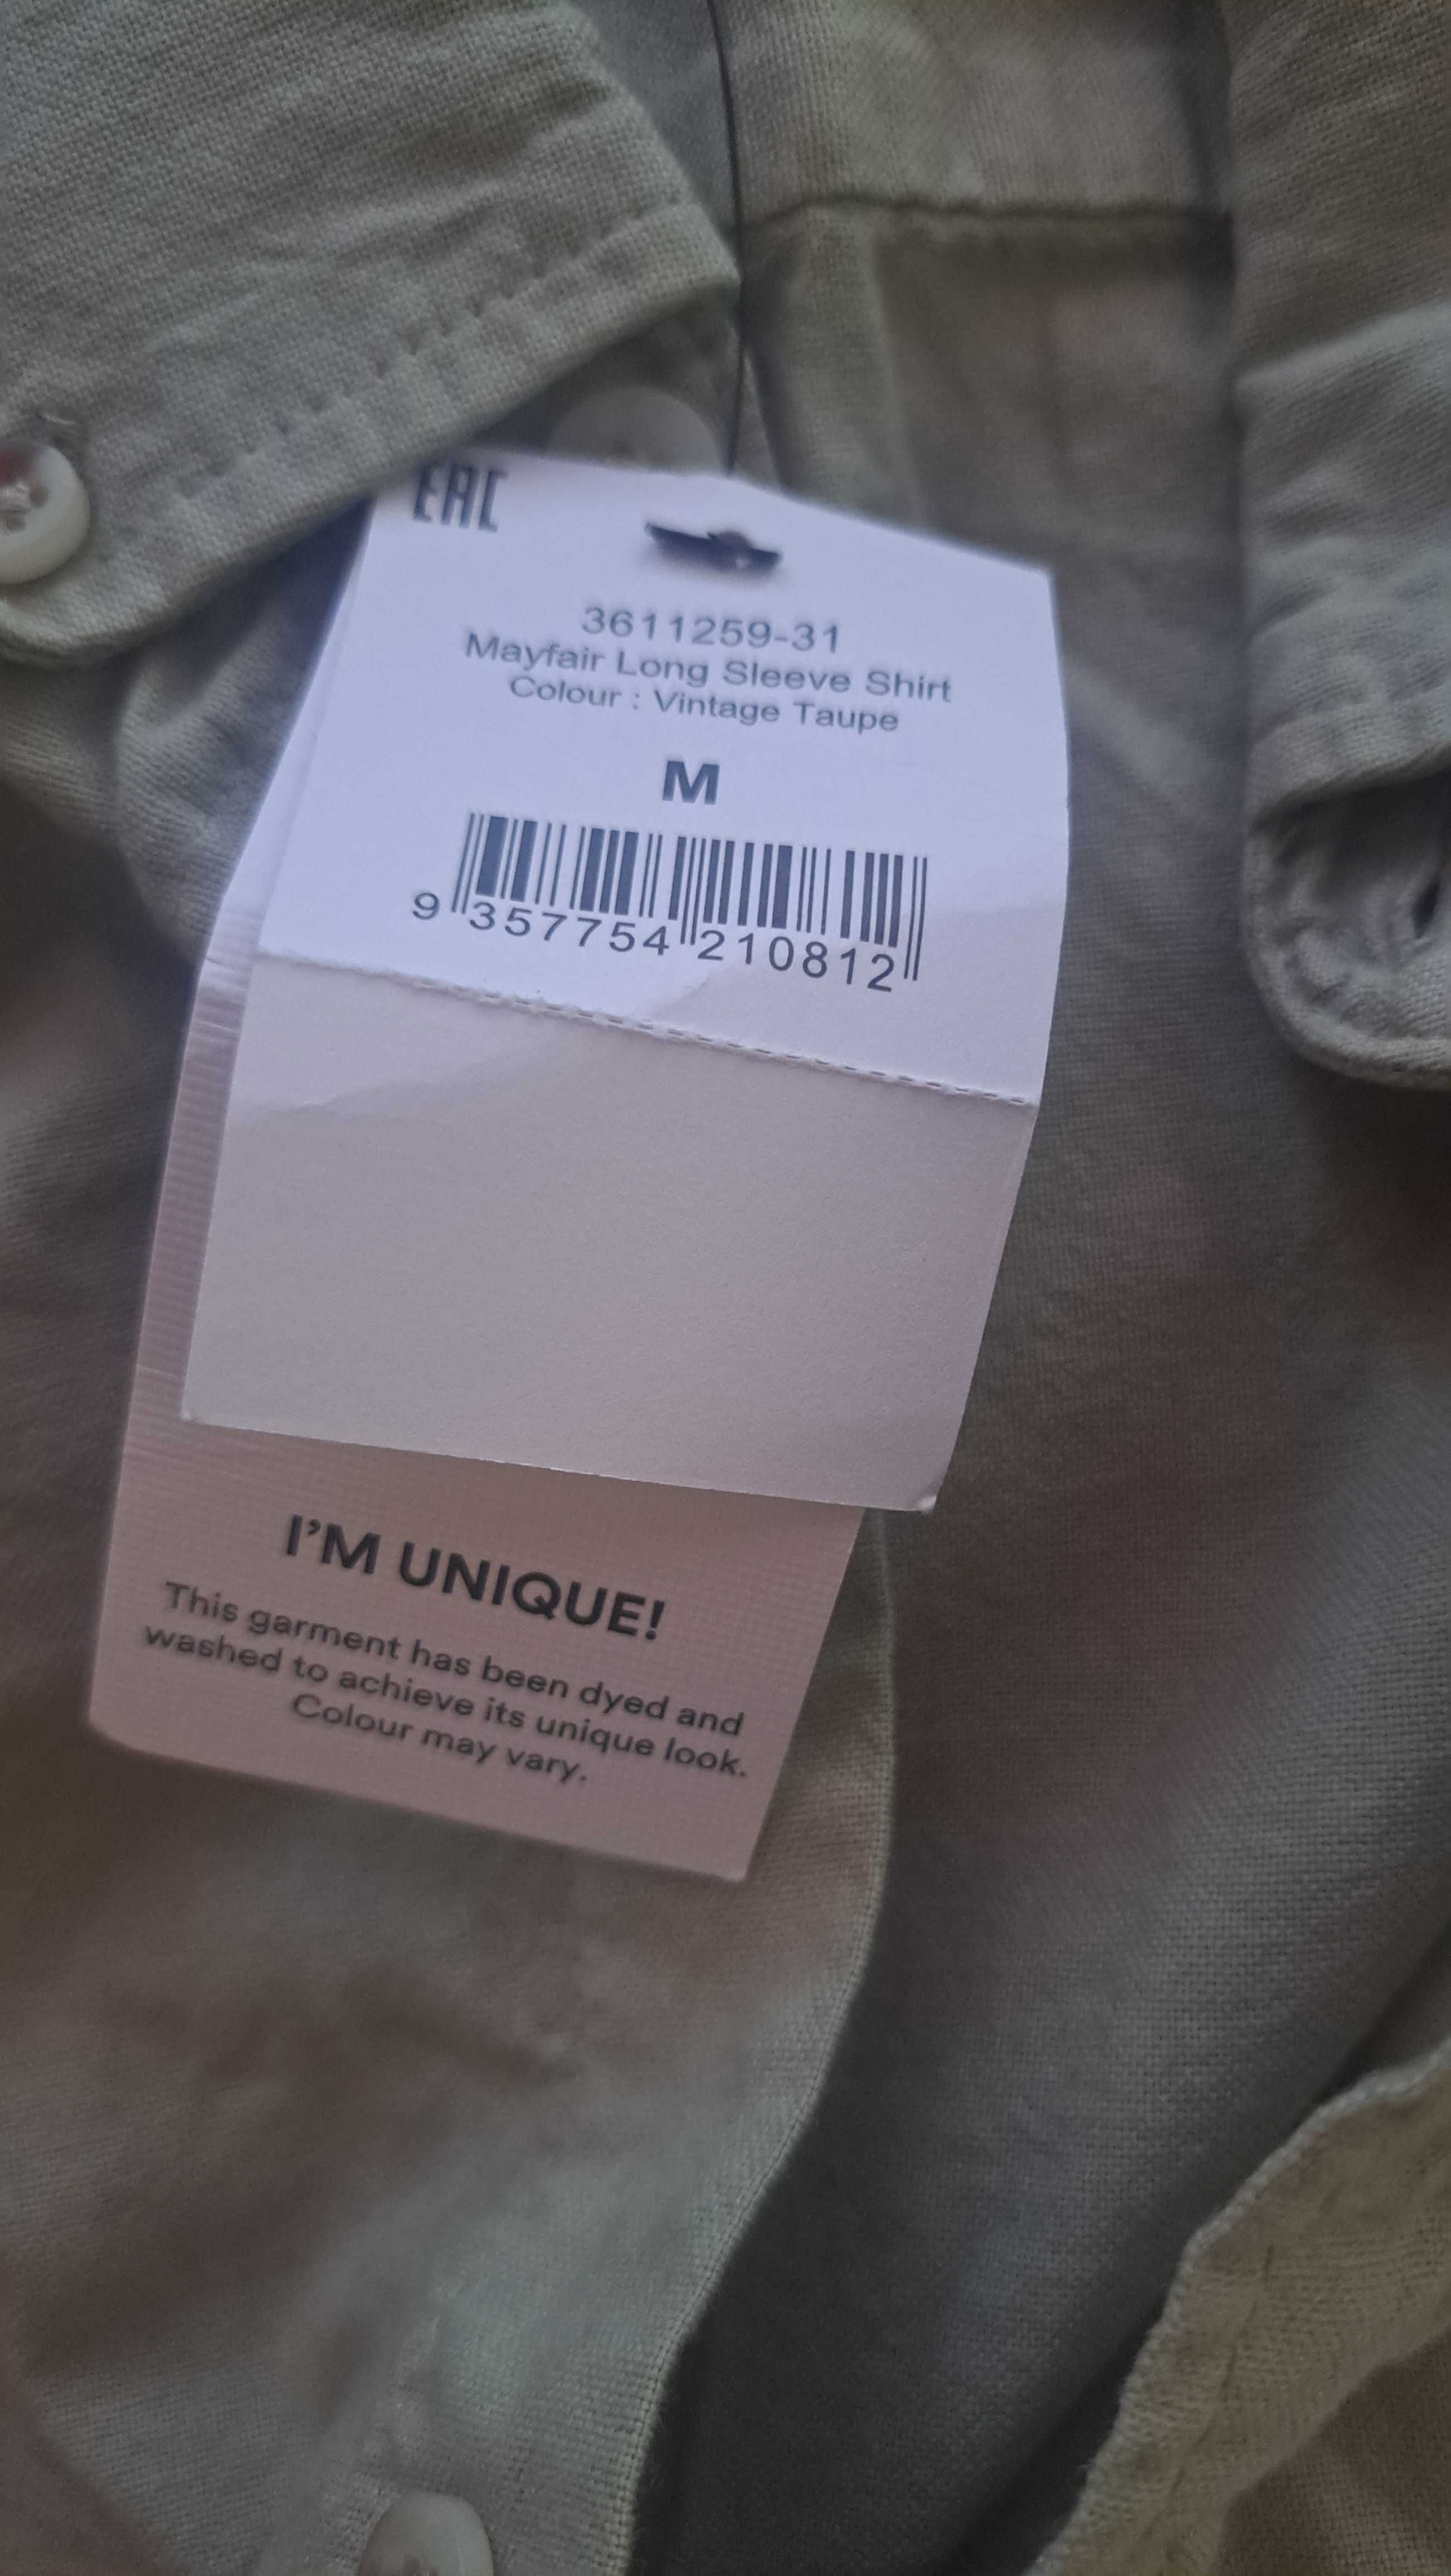 EAC
3611259-31
Mayfair Long Sleeve Shirt
Colour : Vintage Taupe
M
9 357754 210812
I'M UNIQUE!
This garment has been dyed and
washed to achieve its unique look.
Colour may vary.